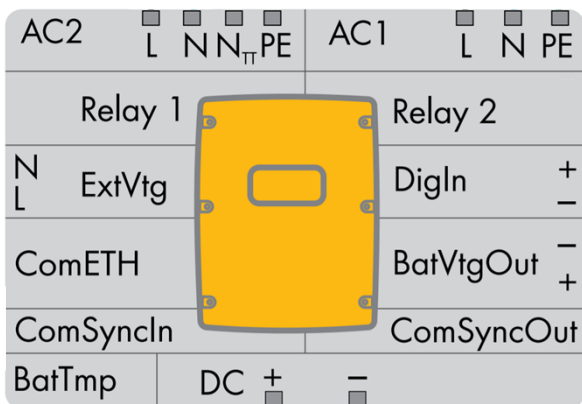 AC2 L N NTT PE
AC1 L N PE
Relay 1
Relay 2
N
L
ExtVtg
DigIn + –
ComETH
BatVtgOut – +
ComSyncIn
ComSyncOut
BatTmp
DC + –